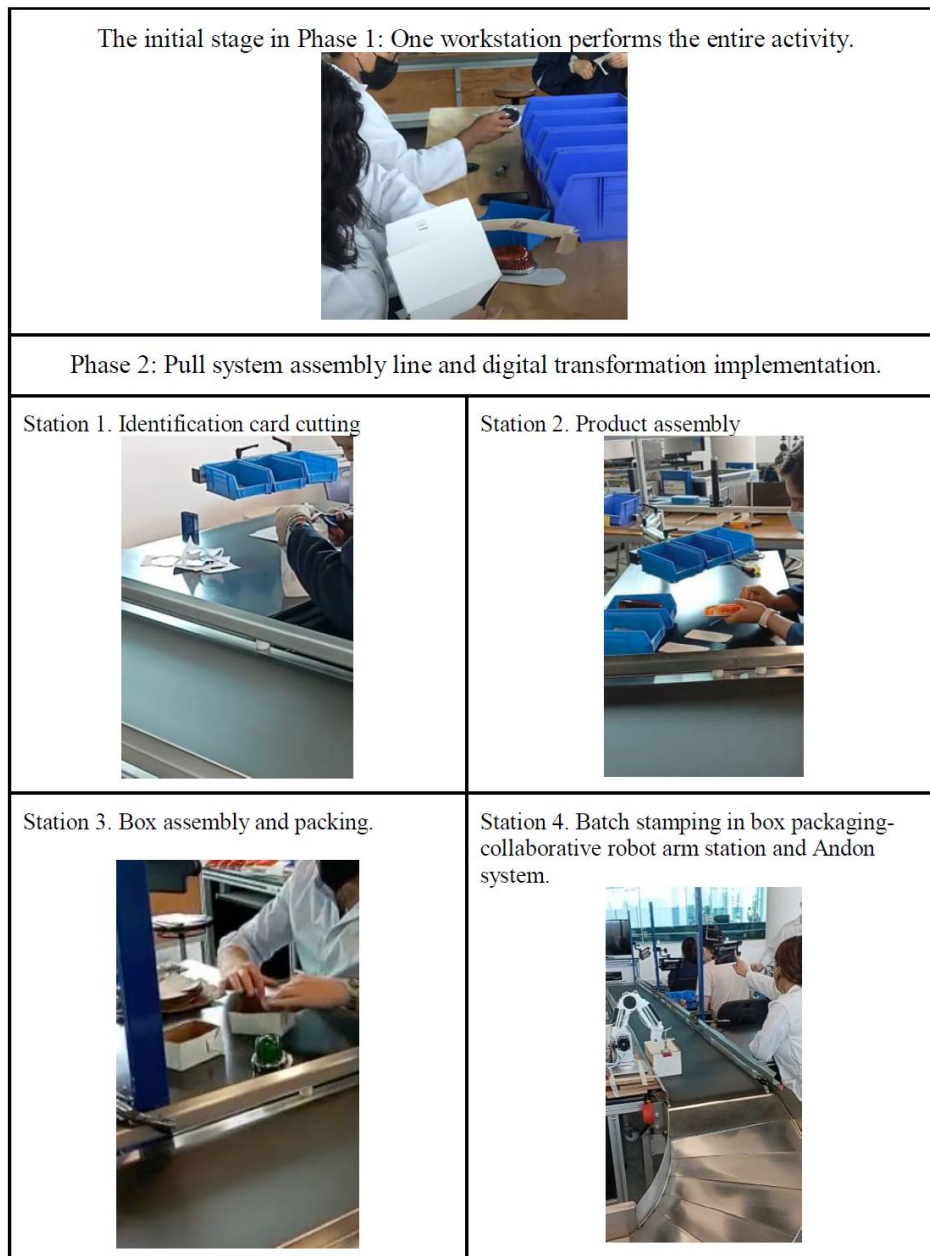 The initial stage in Phase 1: One workstation performs the entire activity.
Phase 2: Pull system assembly line and digital transformation implementation.
Station 1. Identification card cutting
Station 2. Product assembly
Station 3. Box assembly and packing.
Station 4. Batch stamping in box packaging-
collaborative robot arm station and Andon
system.